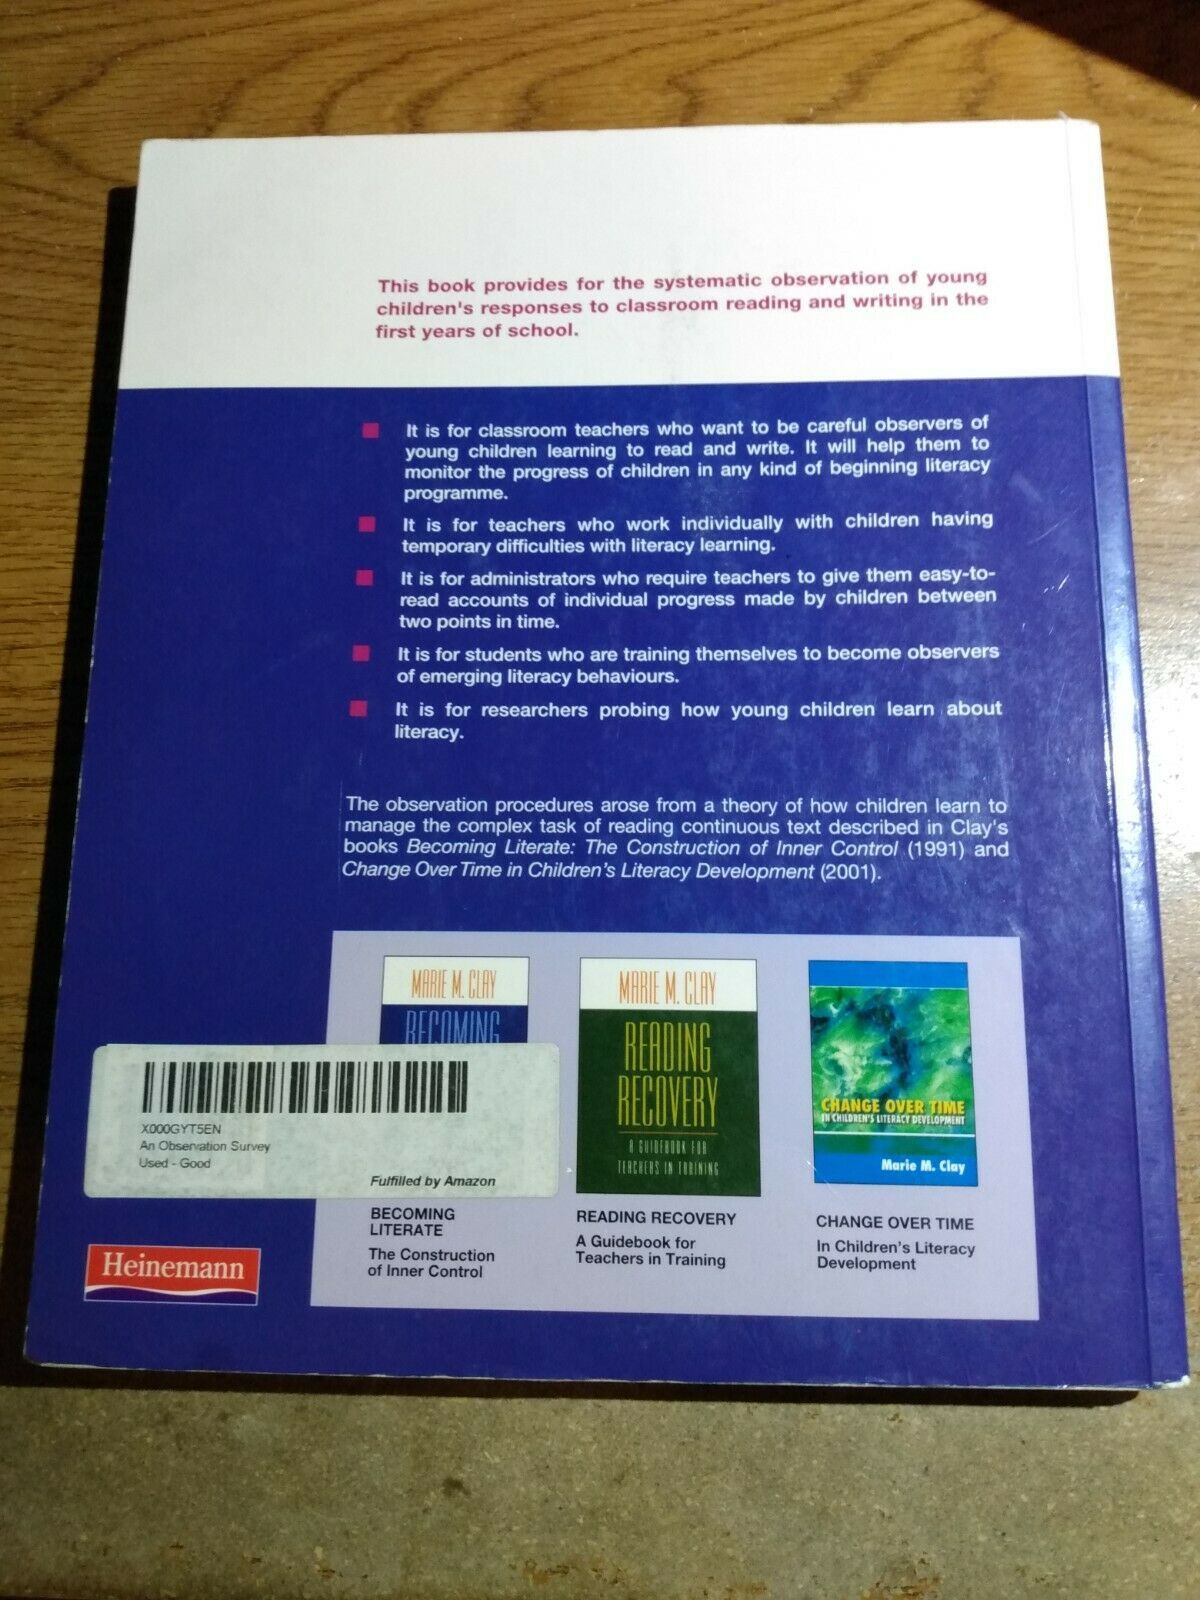 This book provides for the systematic observation of young
children's responses to classroom reading and writing in the
first years of school.
It is for classroom teachers who want to be careful observers of
young children learning to read and write. It will help them to
monitor the progress of children in any kind of beginning literacy
programme.
It is for teachers who work individually with children having
temporary difficulties with literacy learning.
It is for administrators who require teachers to give them easy-to-
read accounts of individual progress made by children between
two points in time.
It is for students who are training themselves to become observers
of emerging literacy behaviours.
It is for researchers probing how young children learn about
literacy.
The observation procedures arose from a theory of how children learn to
manage the complex task of reading continuous text described in Clay's
books Becoming Literate: The Construction of Inner Control (1991) and
Change Over Time in Children's Literacy Development (2001).
MARIE M. CLAY
BECOMING
MARIE M. CLAY
READING
RECOVERY
A GUIDEBOOK FOR
TEACHERS IN TRAINING
CHANGE OVER TIME
IN CHILDREN'S LITERACY DEVELOPMENT
Marie M. Clay
X000GYT5EN
An Observation Survey
Used - Good
Fulfilled by Amazon
BECOMING
LITERATE
The Construction
of Inner Control
READING RECOVERY
A Guidebook for
Teachers in Training
CHANGE OVER TIME
In Children's Literacy
Development
Heinemann